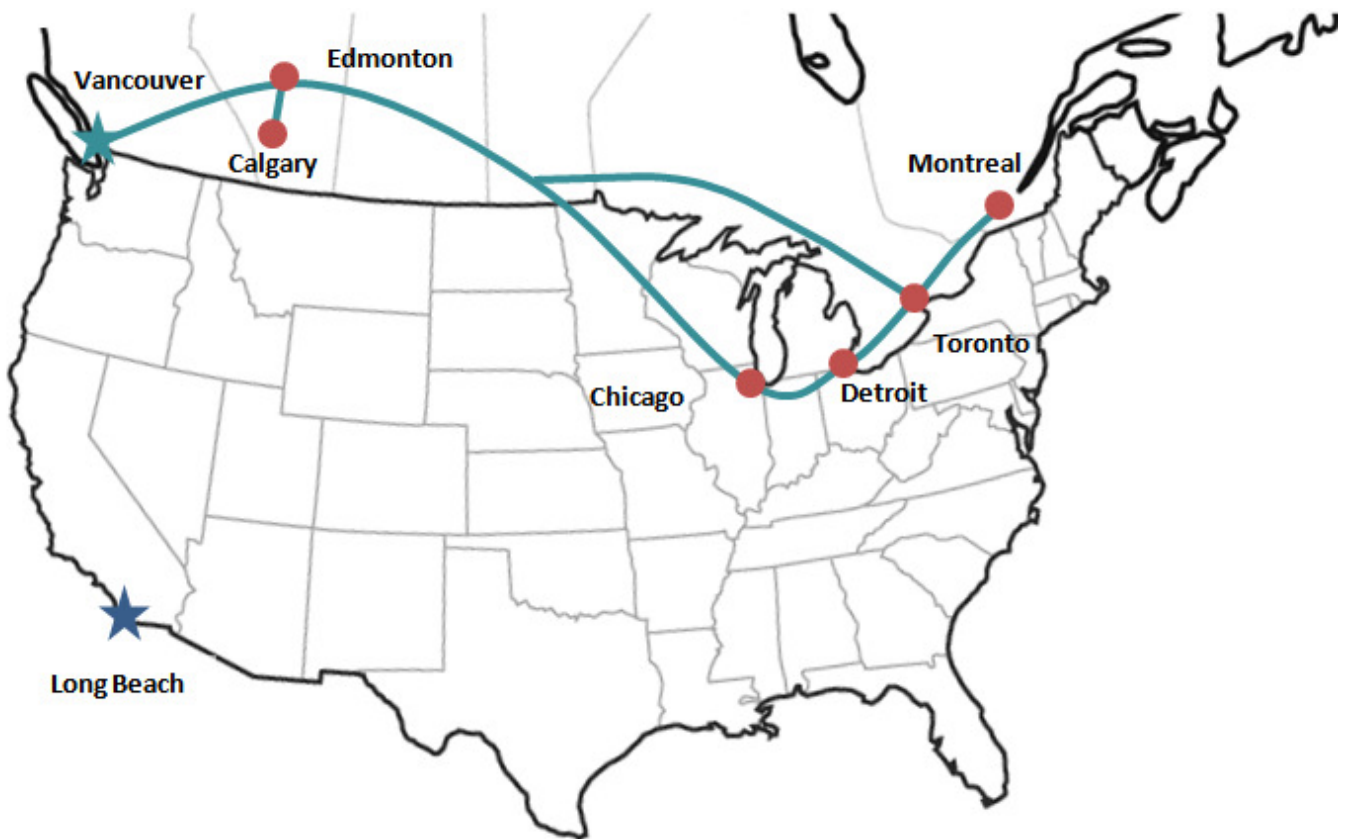 Edmonton
Vancouver
Calgary
Montreal
Toronto
Chicago
Detroit
Long Beach